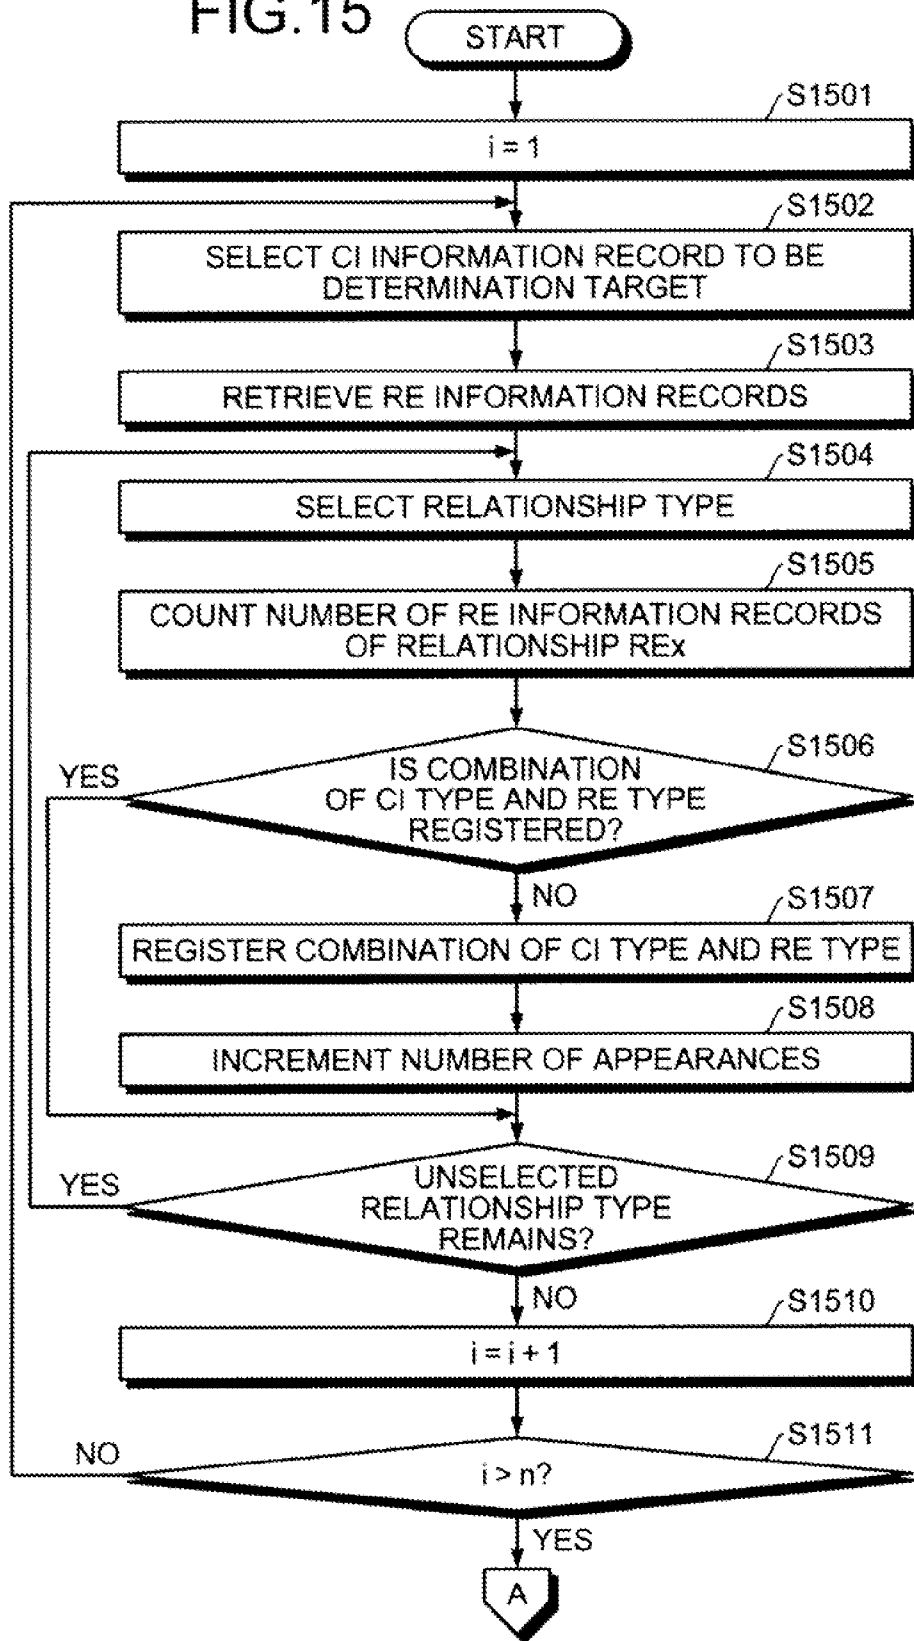 FIG.15
START
S1501
i = 1
S1502
SELECT CI INFORMATION RECORD TO BE
DETERMINATION TARGET
S1503
RETRIEVE RE INFORMATION RECORDS
S1504
SELECT RELATIONSHIP TYPE
S1505
COUNT NUMBER OF RE INFORMATION RECORDS
OF RELATIONSHIP REx
S1506
YES
IS COMBINATION
OF CI TYPE AND RE TYPE
REGISTERED?
NO
S1507
REGISTER COMBINATION OF CI TYPE AND RE TYPE
S1508
INCREMENT NUMBER OF APPEARANCES
S1509
YES
UNSELECTED
RELATIONSHIP TYPE
REMAINS?
NO
S1510
i = i + 1
S1511
NO
i > n?
YES
A